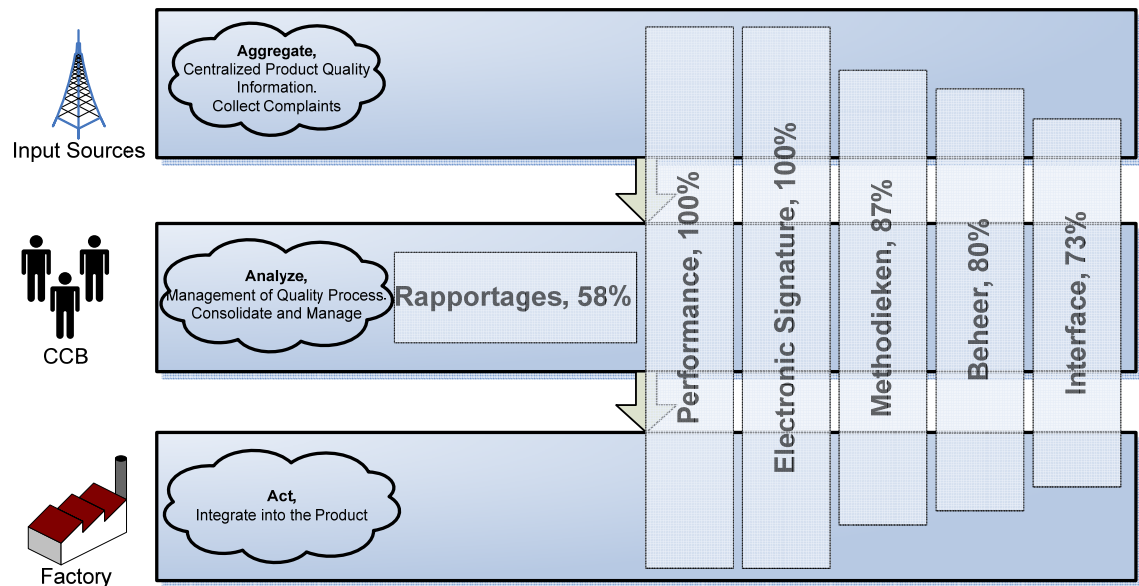 Aggregate,
Centralized Product Quality
Information.
Collect Complaints
Input Sources
Analyze,
Management of Quality Process.
Consolidate and Manage
CCB
Rapportages, 58%
Performance, 100%
Electronic Signature, 100%
Methodieken, 87%
Beheer, 80%
Interface, 73%
Act,
Integrate into the Product
Factory